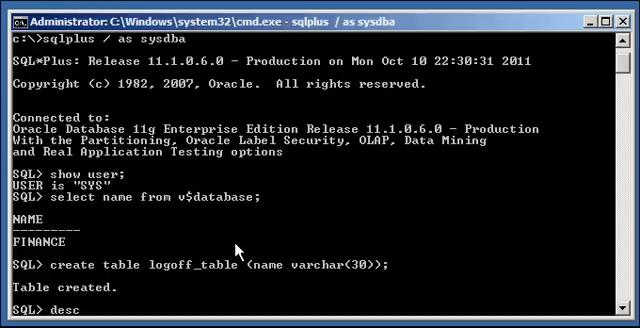 Administrator: C:\Windows\system32\cmd.exe - sqlplus / as sysdba
c:\>sqlplus / as sysdba
SQL*Plus: Release 11.1.0.6.0 - Production on Mon Oct 10 22:30:31 2011
Copyright (c) 1982, 2007, Oracle.  All rights reserved.
Connected to:
Oracle Database 11g Enterprise Edition Release 11.1.0.6.0 - Production
With the Partitioning, Oracle Label Security, OLAP, Data Mining
and Real Application Testing options
SQL> show user;
USER is "SYS"
SQL> select name from v$database;
NAME
---------
FINANCE
SQL> create table logoff_table (name varchar(30));
Table created.
SQL> desc